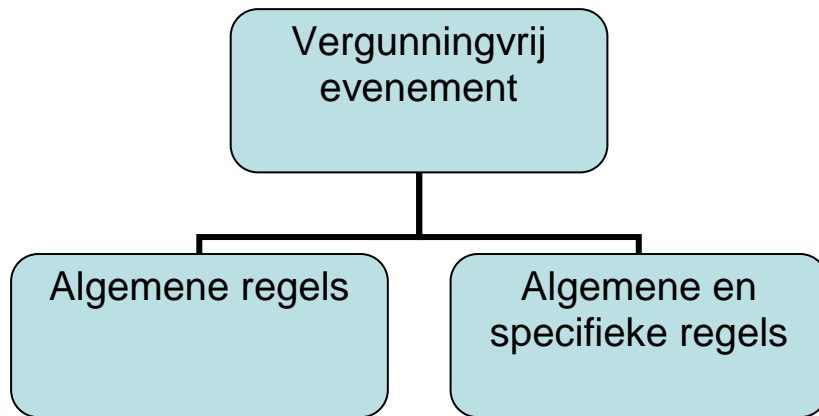 Vergunningvrij
evenement
Algemene regels
Algemene en
specifieke regels